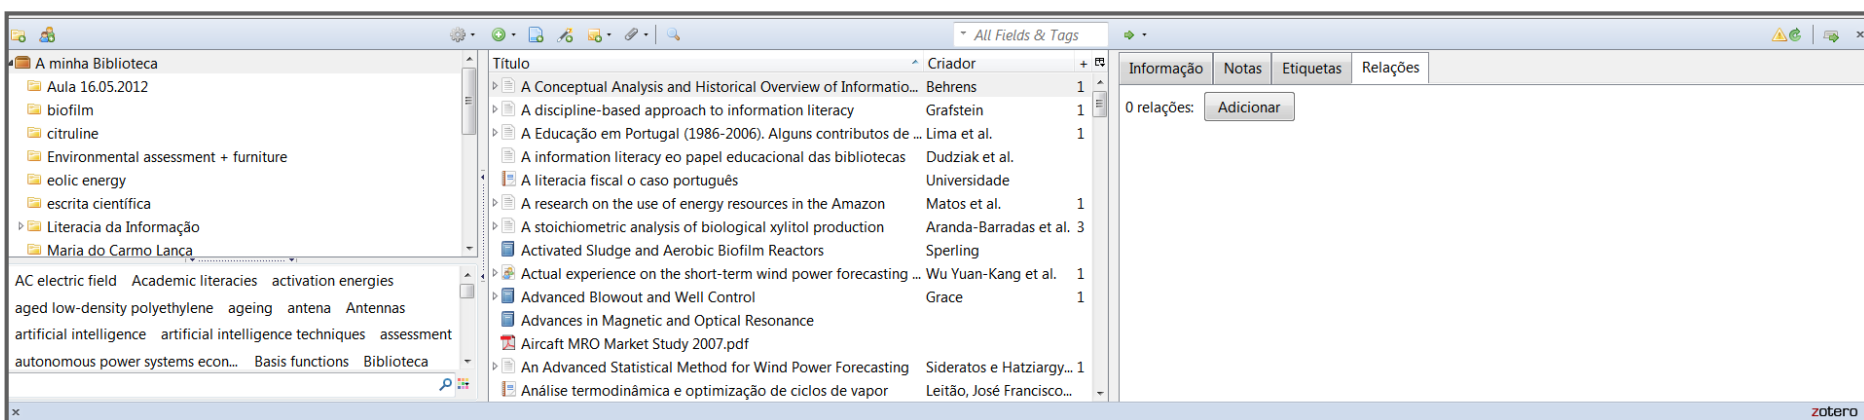 All Fields & Tags
A minha Biblioteca
Aula 16.05.2012
biofilm
citruline
Environmental assessment + furniture
eolic energy
escrita científica
Literacia da Informação
Maria do Carmo Lança
AC electric field Academic literacies activation energies
aged low-density polyethylene ageing antena Antennas
artificial intelligence artificial intelligence techniques assessment
autonomous power systems econ... Basis functions Biblioteca
Título Criador +
A Conceptual Analysis and Historical Overview of Informatio... Behrens 1
A discipline-based approach to information literacy Grafstein 1
A Educação em Portugal (1986-2006). Alguns contributos de ... Lima et al. 1
A information literacy eo papel educacional das bibliotecas Dudziak et al.
A literacia fiscal o caso português Universidade
A research on the use of energy resources in the Amazon Matos et al. 1
A stoichiometric analysis of biological xylitol production Aranda-Barradas et al. 3
Activated Sludge and Aerobic Biofilm Reactors Sperling
Actual experience on the short-term wind power forecasting ... Wu Yuan-Kang et al. 1
Advanced Blowout and Well Control Grace 1
Advances in Magnetic and Optical Resonance
Aircaft MRO Market Study 2007.pdf
An Advanced Statistical Method for Wind Power Forecasting Sideratos e Hatziargy... 1
Análise termodinâmica e optimização de ciclos de vapor Leitão, José Francisco...
Informação Notas Etiquetas Relações
0 relações: Adicionar
zotero